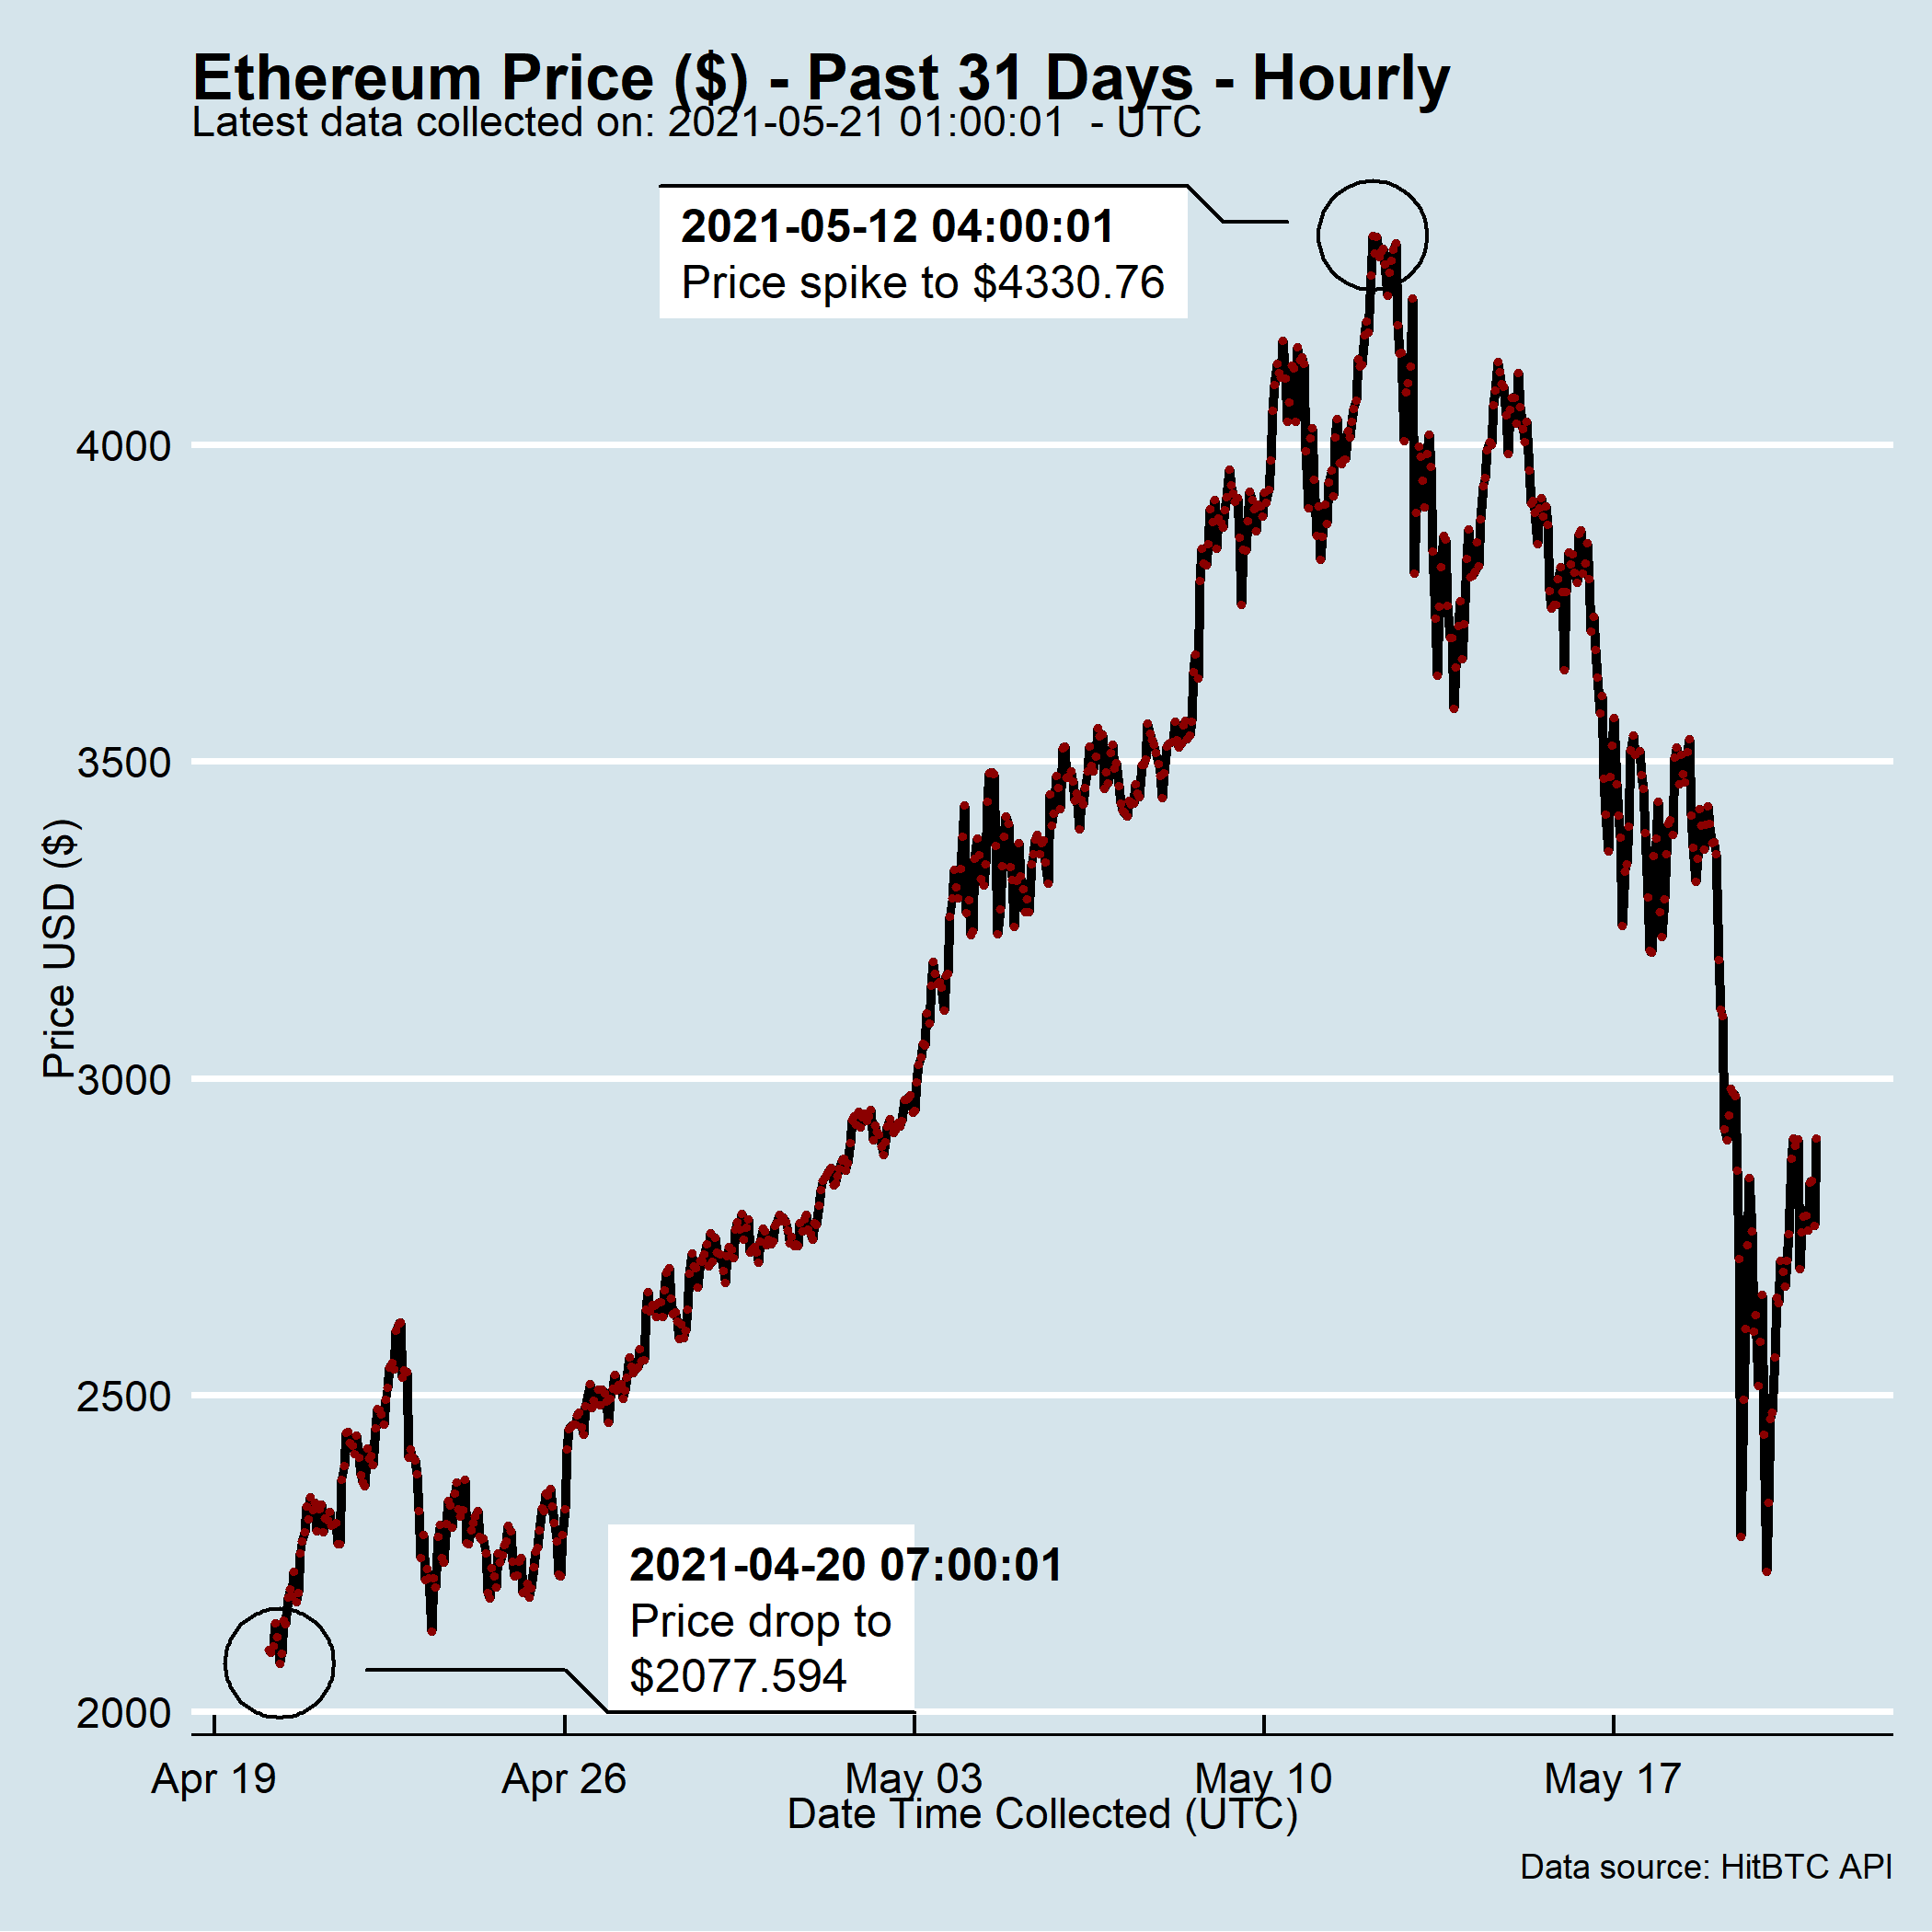 Ethereum Price ($) - Past 31 Days - Hourly
Latest data collected on: 2021-05-21 01:00:01  - UTC
2021-05-12 04:00:01
Price spike to $4330.76
4000
3500
Price USD ($)
3000
2500
2021-04-20 07:00:01
Price drop to
$2077.594
2000
Apr 19
Apr 26
May 03
May 10
May 17
Date Time Collected (UTC)
Data source: HitBTC API